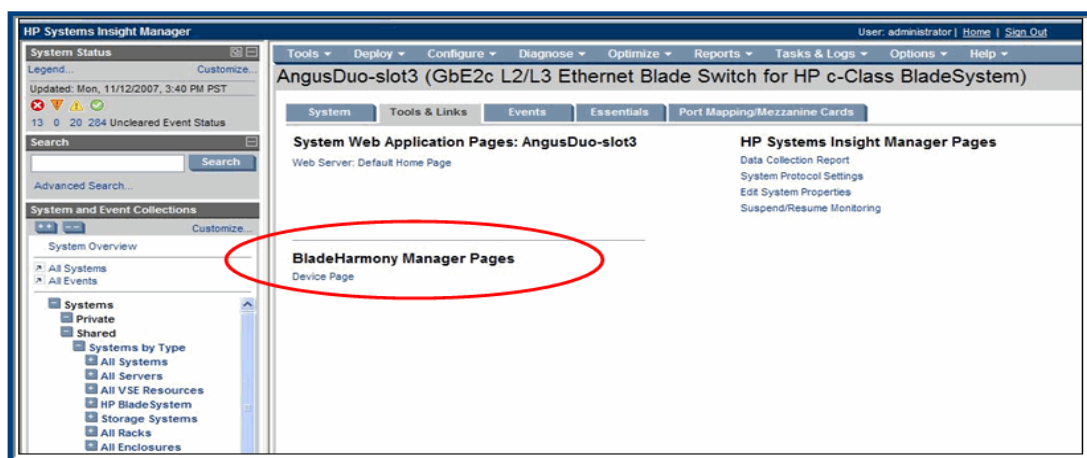 HP Systems Insight Manager
User: administrator | Home | Sign Out
System Status
Legend... Customize...
Updated: Mon, 11/12/2007, 3:40 PM PST
13 0 20 284 Uncleared Event Status
Search
Search
Advanced Search...
System and Event Collections
Customize...
System Overview
All Systems
All Events
Systems
Private
Shared
Systems by Type
All Systems
All Servers
All VSE Resources
HP BladeSystem
Storage Systems
All Racks
All Enclosures
Tools Deploy Configure Diagnose Optimize Reports Tasks & Logs Options Help
AngusDuo-slot3 (GbE2c L2/L3 Ethernet Blade Switch for HP c-Class BladeSystem)
System Tools & Links Events Essentials Port Mapping/Mezzanine Cards
System Web Application Pages: AngusDuo-slot3
Web Server: Default Home Page
HP Systems Insight Manager Pages
Data Collection Report
System Protocol Settings
Edit System Properties
Suspend/Resume Monitoring
BladeHarmony Manager Pages
Device Page